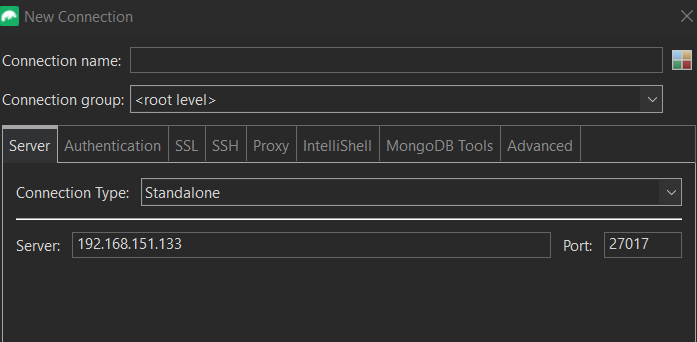 New Connection
Connection name:
Connection group: <root level>
Server Authentication SSL SSH Proxy IntelliShell MongoDB Tools Advanced
Connection Type: Standalone
Server: 192.168.151.133 Port: 27017